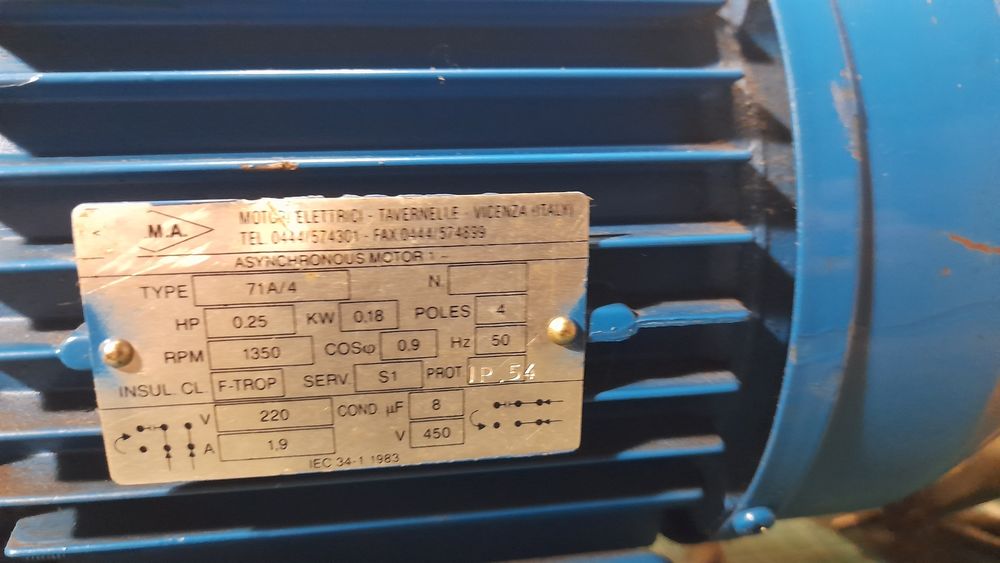 M.A.
MOTORI ELETTRICI - TAVERNELLE - VICENZA (ITALY)
TEL. 0444/574301 - FAX 0444/574899
ASYNCHRONOUS MOTOR 1 ~
TYPE 71A/4 N.
HP 0.25 KW 0.18 POLES 4
RPM 1350 COSφ 0.9 Hz 50
INSUL. CL F-TROP SERV. S1 PROT IP.54
V 220 COND. µF 8
A 1.9 V 450
IEC 34-1 1983